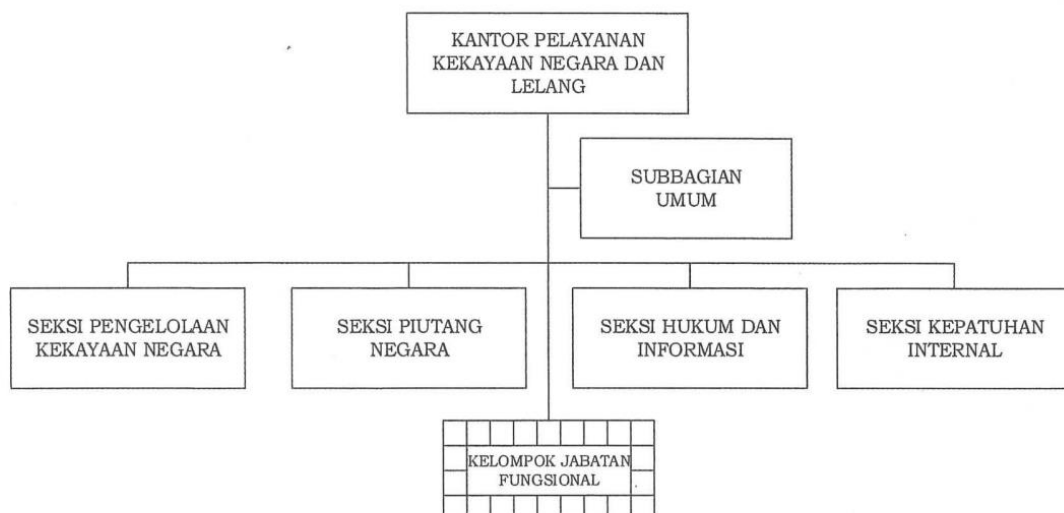 KANTOR PELAYANAN
KEKAYAAN NEGARA DAN
LELANG
SUBBAGIAN
UMUM
SEKSI PENGELOLAAN
KEKAYAAN NEGARA
SEKSI PIUTANG
NEGARA
SEKSI HUKUM DAN
INFORMASI
SEKSI KEPATUHAN
INTERNAL
KELOMPOK JABATAN
FUNGSIONAL